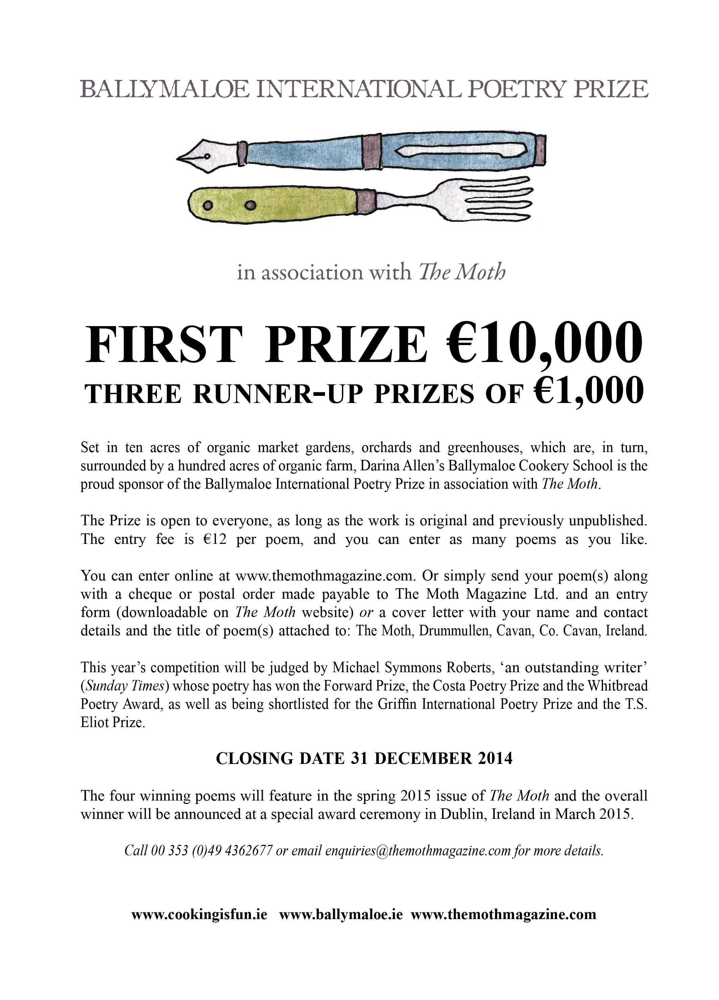 BALLYMALOE INTERNATIONAL POETRY PRIZE
in association with The Moth
FIRST PRIZE €10,000
THREE RUNNER-UP PRIZES OF €1,000
Set in ten acres of organic market gardens, orchards and greenhouses, which are, in turn,
surrounded by a hundred acres of organic farm, Darina Allen’s Ballymaloe Cookery School is the
proud sponsor of the Ballymaloe International Poetry Prize in association with The Moth.
The Prize is open to everyone, as long as the work is original and previously unpublished.
The entry fee is €12 per poem, and you can enter as many poems as you like.
You can enter online at www.themothmagazine.com. Or simply send your poem(s) along
with a cheque or postal order made payable to The Moth Magazine Ltd. and an entry
form (downloadable on The Moth website) or a cover letter with your name and contact
details and the title of poem(s) attached to: The Moth, Drummullen, Cavan, Co. Cavan, Ireland.
This year’s competition will be judged by Michael Symmons Roberts, ‘an outstanding writer’
(Sunday Times) whose poetry has won the Forward Prize, the Costa Poetry Prize and the Whitbread
Poetry Award, as well as being shortlisted for the Griffin International Poetry Prize and the T.S.
Eliot Prize.
CLOSING DATE 31 DECEMBER 2014
The four winning poems will feature in the spring 2015 issue of The Moth and the overall
winner will be announced at a special award ceremony in Dublin, Ireland in March 2015.
Call 00 353 (0)49 4362677 or email enquiries@themothmagazine.com for more details.
www.cookingisfun.ie www.ballymaloe.ie www.themothmagazine.com